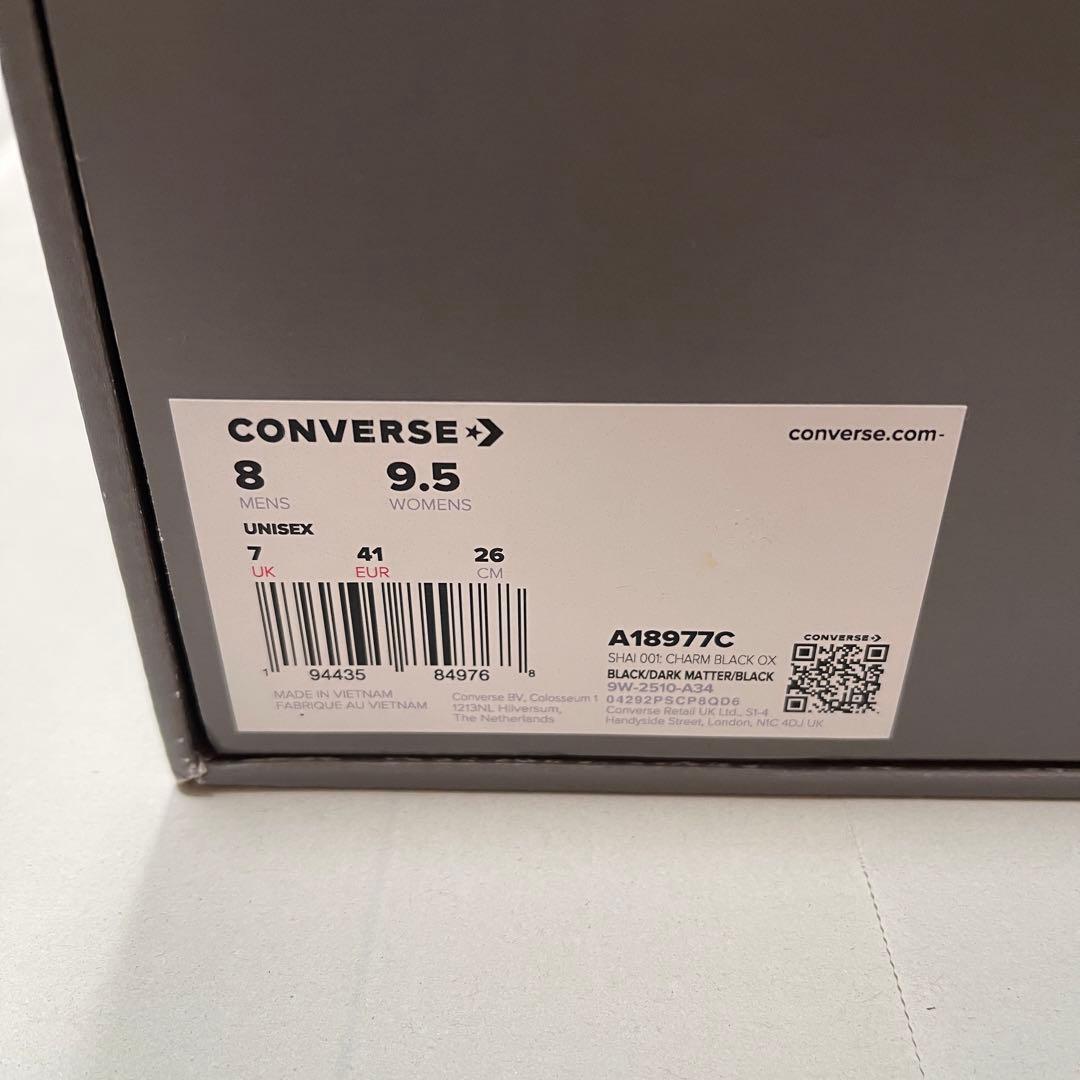 CONVERSE
converse.com-
8 9.5
MENS WOMENS
UNISEX
7 41 26
UK EUR CM
1 94435 84976 8
MADE IN VIETNAM
FABRIQUE AU VIETNAM
Converse BV, Colosseum 1
1213NL Hilversum,
The Netherlands
A18977C
SHAI 001: CHARM BLACK OX
BLACK/DARK MATTER/BLACK
9W-2510-A34
04292PSCP8QD6
Converse Retail UK Ltd., S1-4
Handyside Street, London, N1C 4DJ UK
CONVERSE